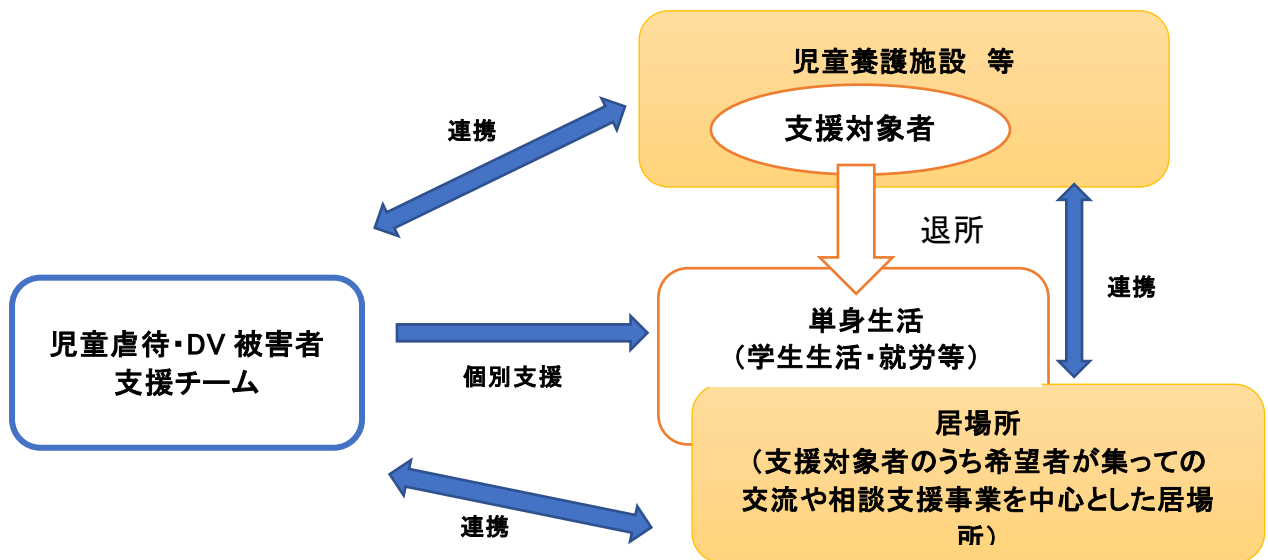 児童養護施設　等
支援対象者
連携
退所
連携
児童虐待・DV 被害者
支援チーム
個別支援
単身生活
（学生生活・就労等）
連携
居場所
（支援対象者のうち希望者が集っての
交流や相談支援事業を中心とした居場
所）